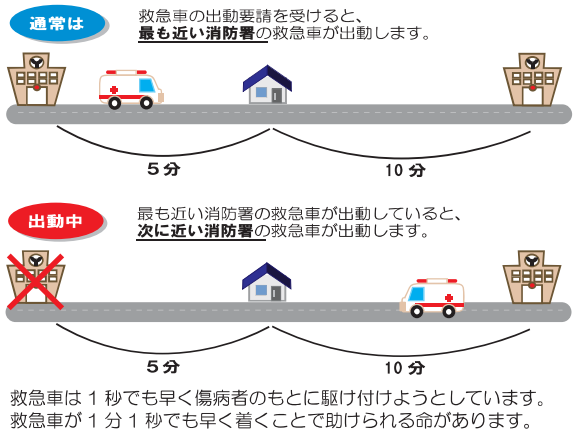 通常は
救急車の出動要請を受けると、
最も近い消防署の救急車が出動します。
5分
10分
出動中
最も近い消防署の救急車が出動していると、
次に近い消防署の救急車が出動します。
5分
10分
救急車は1秒でも早く傷病者のもとに駆け付けようとしています。
救急車が1分1秒でも早く着くことで助けられる命があります。